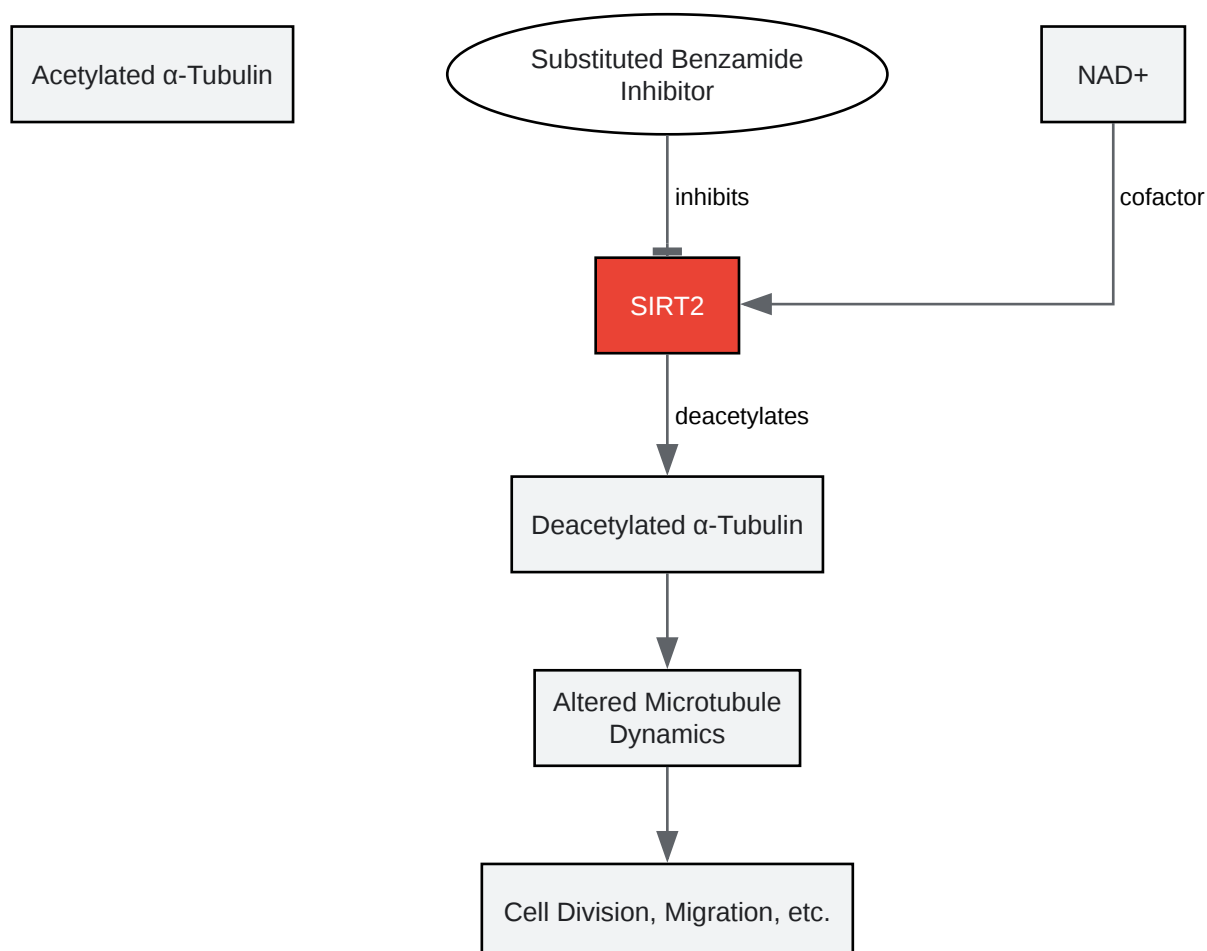 Acetylated α-Tubulin
Substituted Benzamide
Inhibitor
NAD+
inhibits
cofactor
SIRT2
deacetylates
Deacetylated α-Tubulin
Altered Microtubule
Dynamics
Cell Division, Migration, etc.